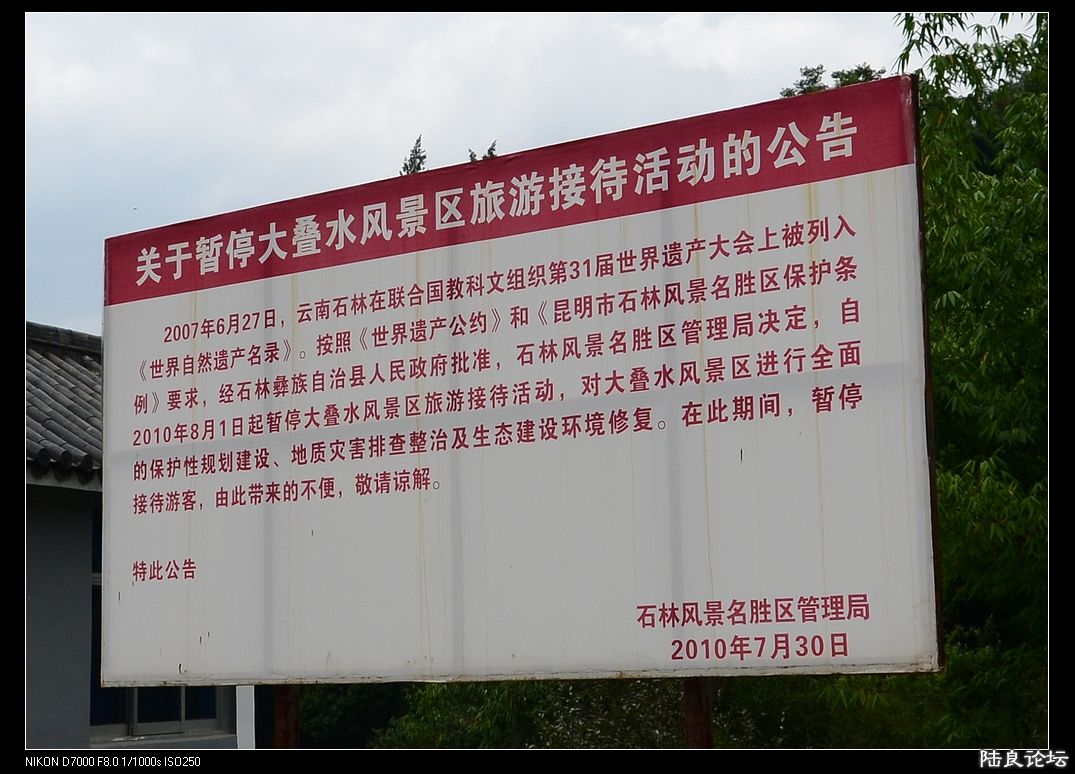 关于暂停大叠水风景区旅游接待活动的公告
2007年6月27日，云南石林在联合国教科文组织第31届世界遗产大会上被列入
《世界自然遗产名录》。按照《世界遗产公约》和《昆明市石林风景名胜区保护条
例》要求，经石林彝族自治县人民政府批准，石林风景名胜区管理局决定，自
2010年8月1日起暂停大叠水风景区旅游接待活动，对大叠水风景区进行全面
的保护性规划建设、地质灾害排查整治及生态建设环境修复。在此期间，暂停
接待游客，由此带来的不便，敬请谅解。
特此公告
石林风景名胜区管理局
2010年7月30日
NIKON D7000 F8.0 1/1000s ISO250
陆良论坛